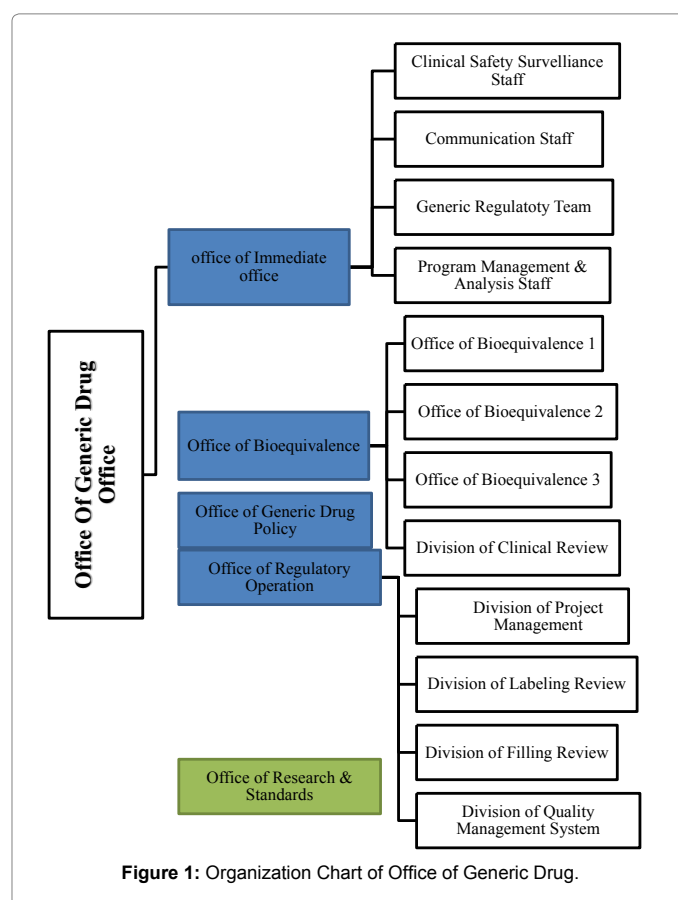 Clinical Safety Survelliance
Staff
Communication Staff
Generic Regulatoty Team
Program Management &
Analysis Staff
office of Immediate
office
Office Of Generic Drug
Office
Office of Bioequivalence
Office of Bioequivalence 1
Office of Bioequivalence 2
Office of Bioequivalence 3
Division of Clinical Review
Office of Generic Drug
Policy
Office of Regulatory
Operation
Division of Project
Management
Division of Labeling Review
Division of Filling Review
Division of Quality
Management System
Office of Research &
Standards
Figure 1: Organization Chart of Office of Generic Drug.